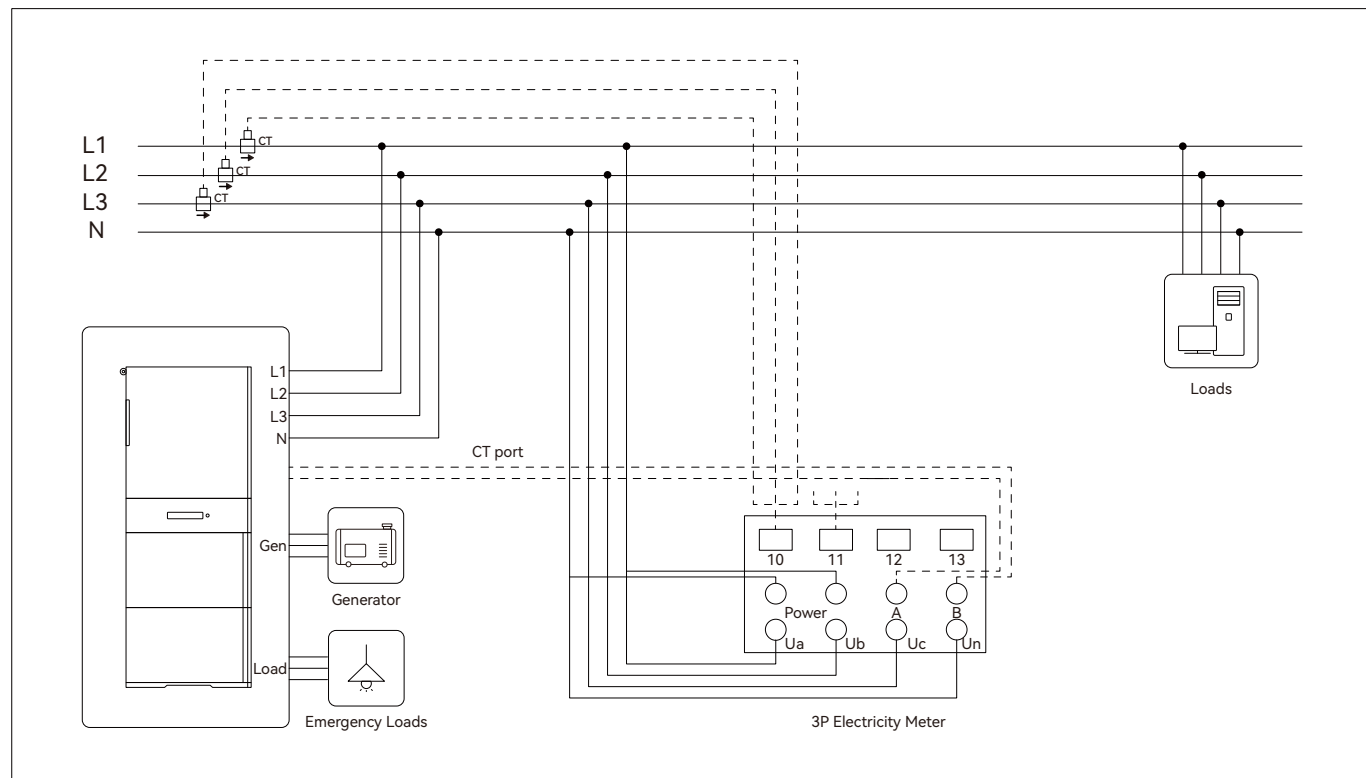 CT
L1
CT
L2
CT
L3
N
L1
L2
L3
N
Loads
CT port
10 11 12 13
Gen
Generator
Power A B
Ua Ub Uc Un
Load
Emergency Loads
3P Electricity Meter